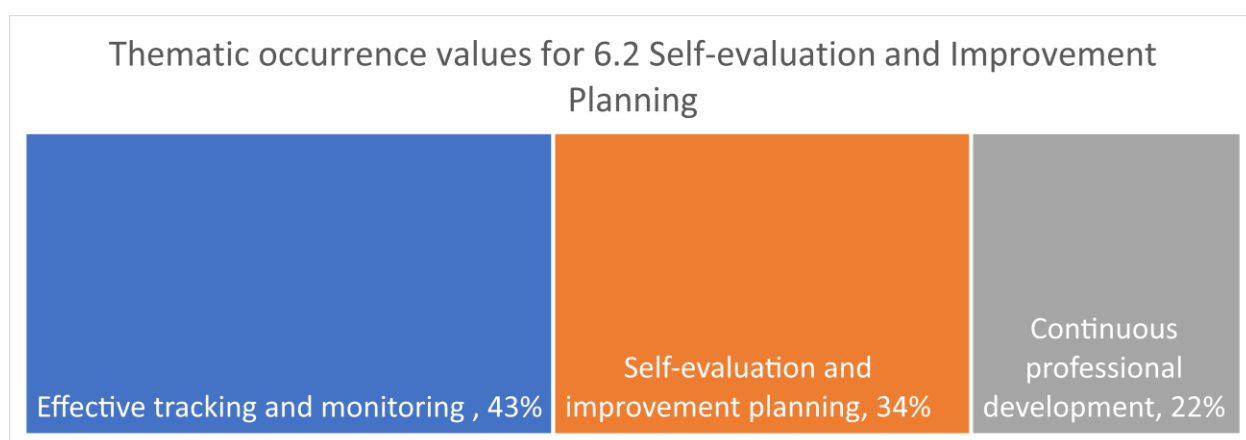 Thematic occurrence values for 6.2 Self-evaluation and Improvement
Planning
Effective tracking and monitoring , 43%
Self-evaluation and
improvement planning, 34%
Continuous
professional
development, 22%